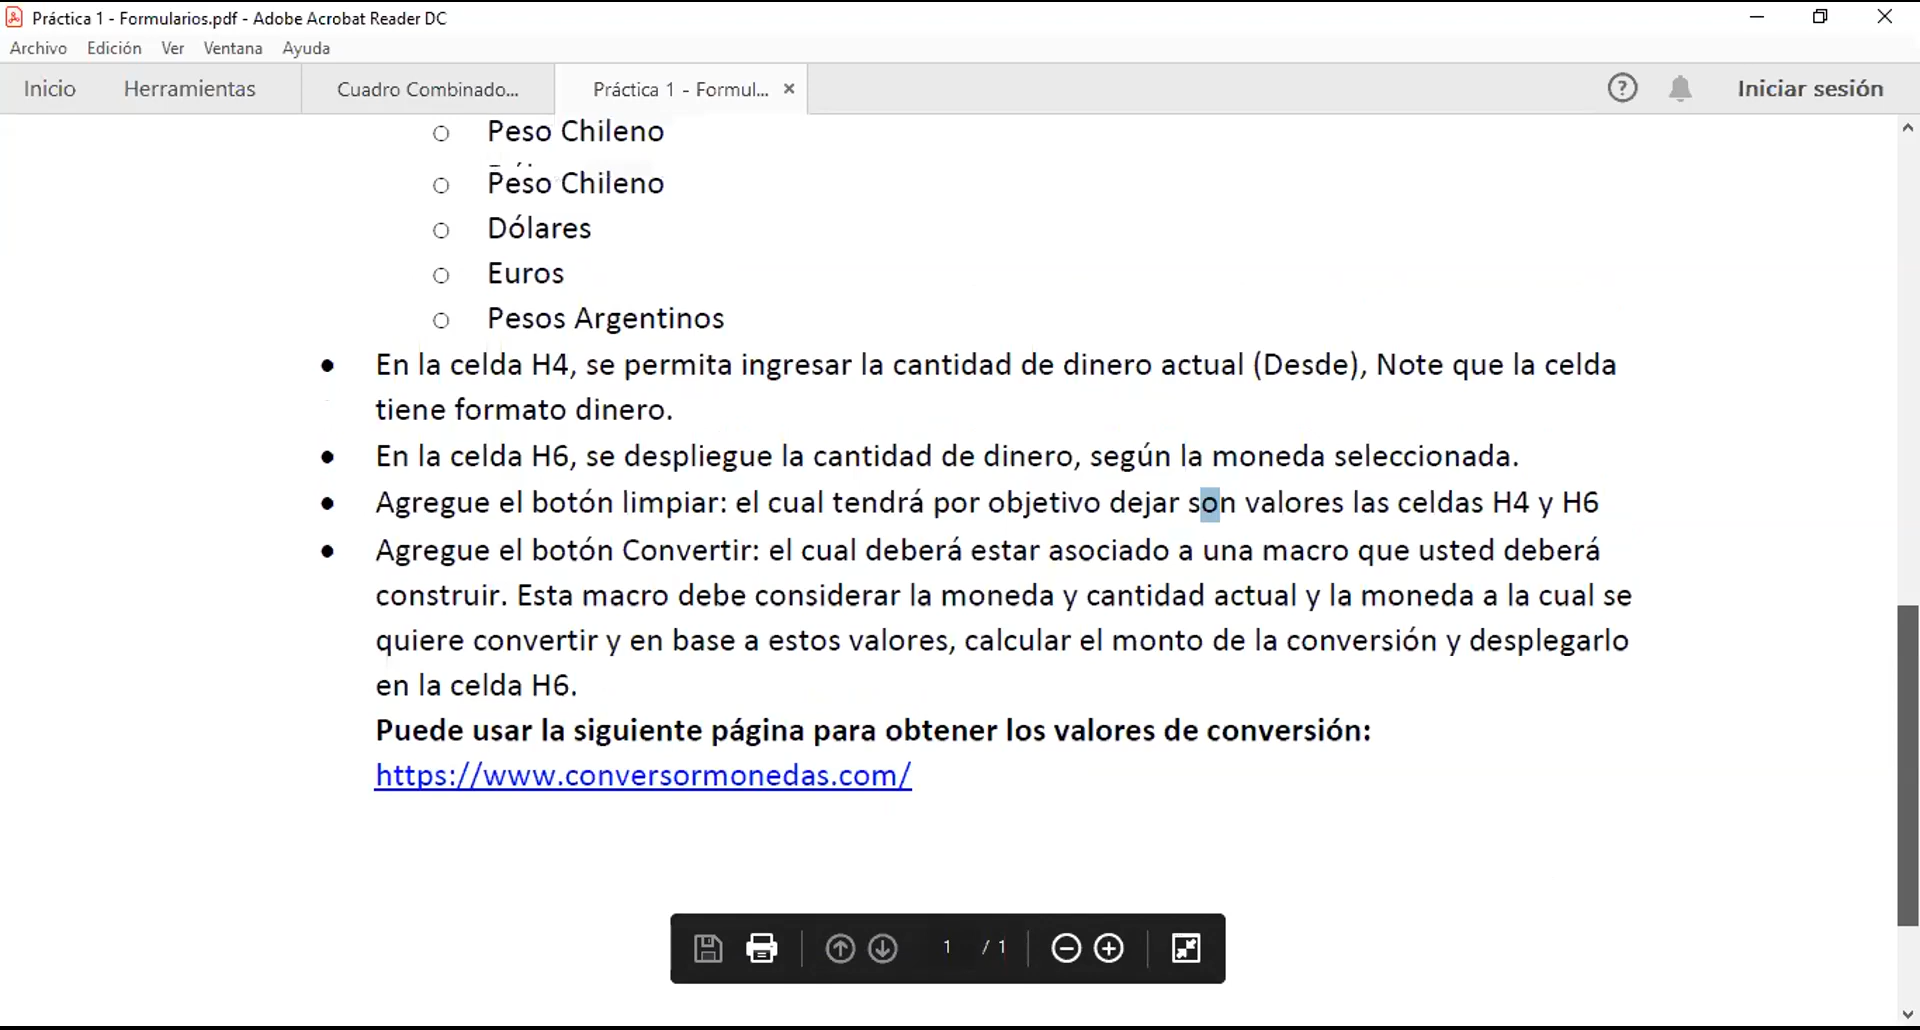 Práctica 1 - Formularios.pdf - Adobe Acrobat Reader DC
Archivo Edición Ver Ventana Ayuda
Inicio Herramientas Cuadro Combinado... Práctica 1 - Formul... Iniciar sesión
Peso Chileno
Peso Chileno
Dólares
Euros
Pesos Argentinos
En la celda H4, se permita ingresar la cantidad de dinero actual (Desde), Note que la celda
tiene formato dinero.
En la celda H6, se despliegue la cantidad de dinero, según la moneda seleccionada.
Agregue el botón limpiar: el cual tendrá por objetivo dejar son valores las celdas H4 y H6
Agregue el botón Convertir: el cual deberá estar asociado a una macro que usted deberá
construir. Esta macro debe considerar la moneda y cantidad actual y la moneda a la cual se
quiere convertir y en base a estos valores, calcular el monto de la conversión y desplegarlo
en la celda H6.
Puede usar la siguiente página para obtener los valores de conversión:
https://www.conversormonedas.com/
1 / 1